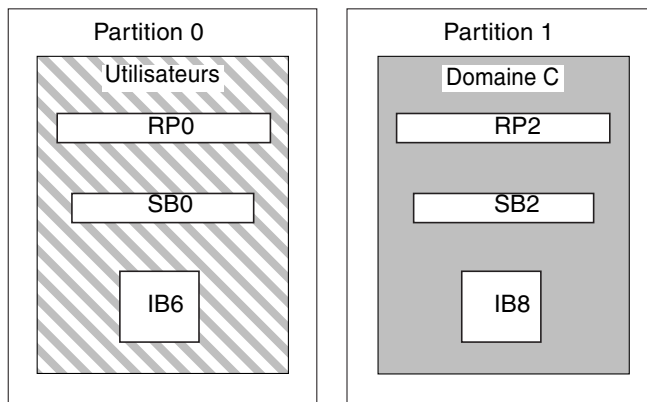 Partition 0
Utilisateurs
RP0
SB0
IB6
Partition 1
Domaine C
RP2
SB2
IB8